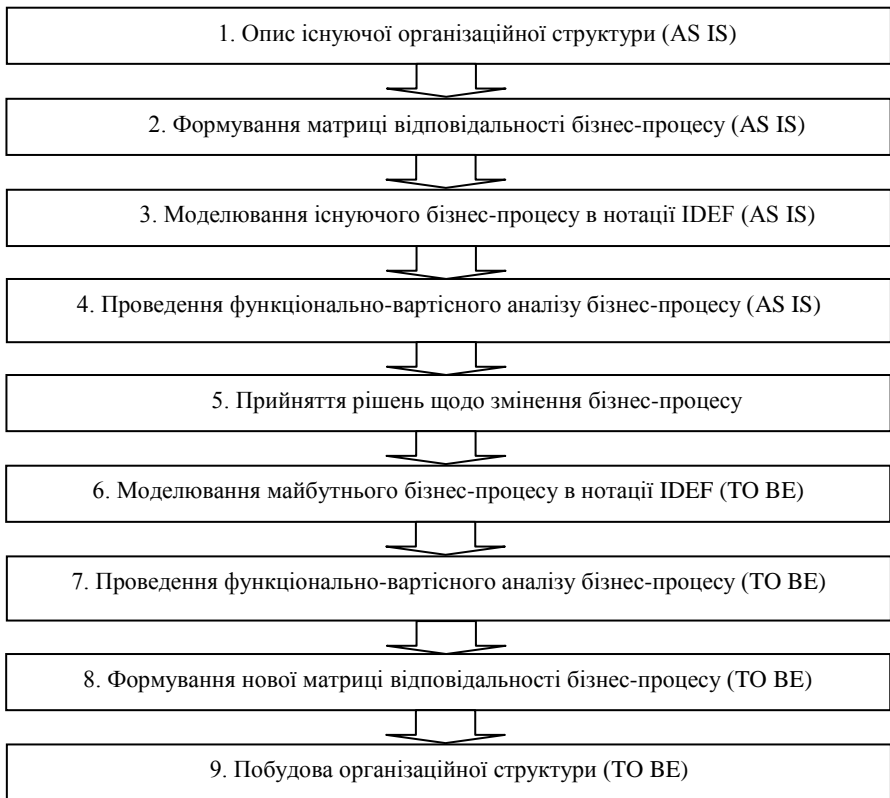 1. Опис існуючої організаційної структури (AS IS)
2. Формування матриці відповідальності бізнес-процесу (AS IS)
3. Моделювання існуючого бізнес-процесу в нотації IDEF (AS IS)
4. Проведення функціонально-вартісного аналізу бізнес-процесу (AS IS)
5. Прийняття рішень щодо змінення бізнес-процесу
6. Моделювання майбутнього бізнес-процесу в нотації IDEF (TO BE)
7. Проведення функціонально-вартісного аналізу бізнес-процесу (TO BE)
8. Формування нової матриці відповідальності бізнес-процесу (TO BE)
9. Побудова організаційної структури (TO BE)